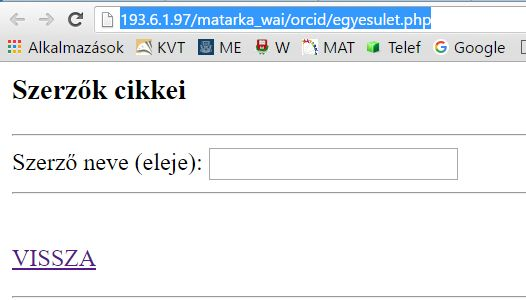 193.6.1.97/matarka_wai/orcid/egyesulet.php
Alkalmazások KVT ME W MAT Telef Google
Szerzők cikkei
Szerző neve (eleje):
VISSZA